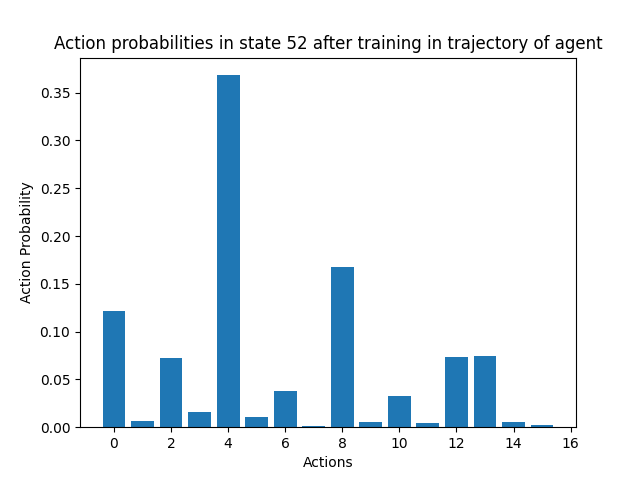 Action probabilities in state 52 after training in trajectory of agent
Action Probability
0.35
0.30
0.25
0.20
0.15
0.10
0.05
0.00
0 2 4 6 8 10 12 14 16
Actions